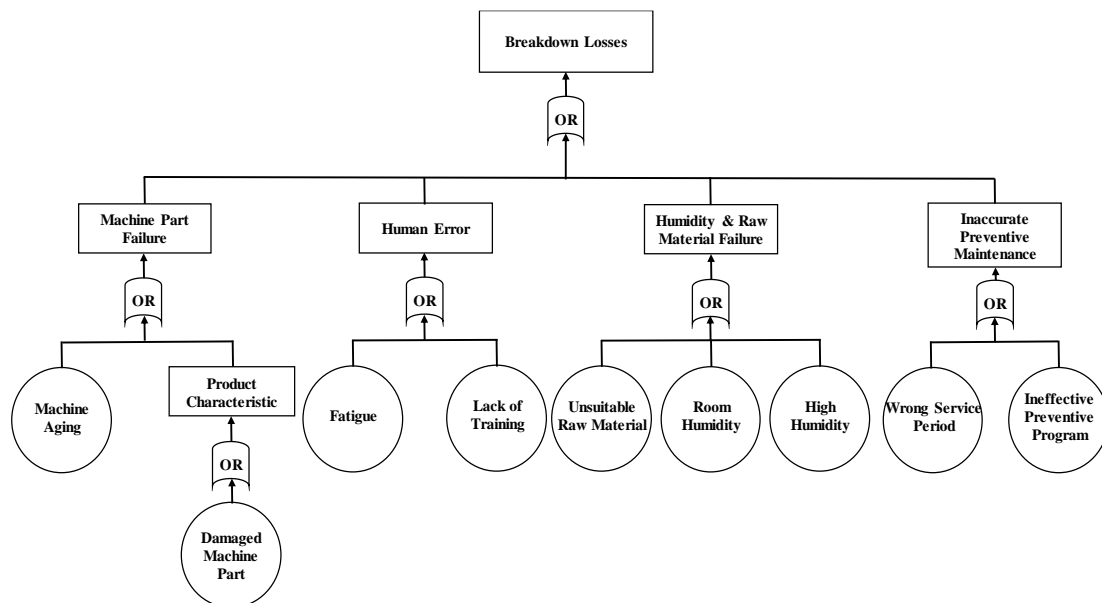 Breakdown Losses
OR
Machine Part
Failure
Human Error
Humidity & Raw
Material Failure
Inaccurate
Preventive
Maintenance
OR
OR
OR
OR
Machine
Aging
Product
Characteristic
Fatigue
Lack of
Training
Unsuitable
Raw Material
Room
Humidity
High
Humidity
Wrong Service
Period
Ineffective
Preventive
Program
OR
Damaged
Machine
Part